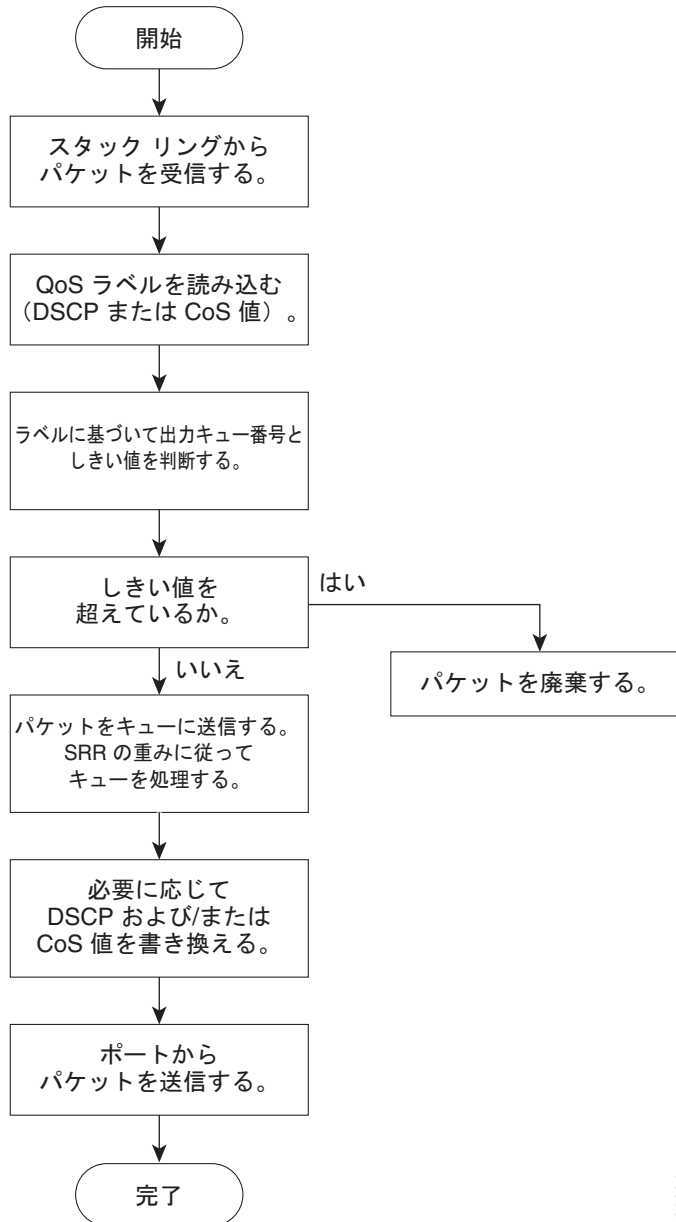 開始
スタック リングから
パケットを受信する。
QoS ラベルを読み込む
（DSCP または CoS 値）。
ラベルに基づいて出力キュー番号と
しきい値を判断する。
しきい値を
超えているか。
はい
いいえ
パケットを廃棄する。
パケットをキューに送信する。
SRR の重みに従って
キューを処理する。
必要に応じて
DSCP および/または
CoS 値を書き換える。
ポートから
パケットを送信する。
完了